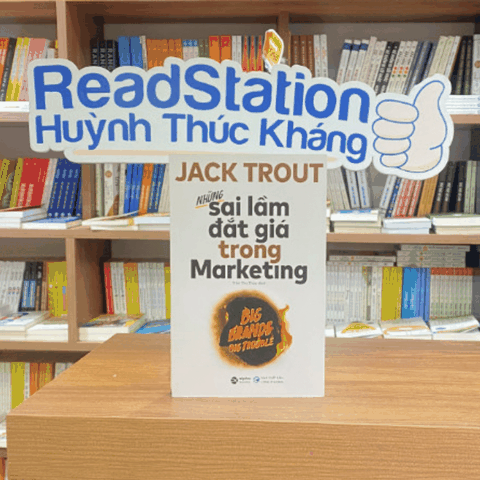 ReadStation
Huỳnh Thúc Kháng
JACK TROUT
NHỮNG
sai lầm
đắt giá
trong
Marketing
BIG
BRANDS
BIG TROUBLE